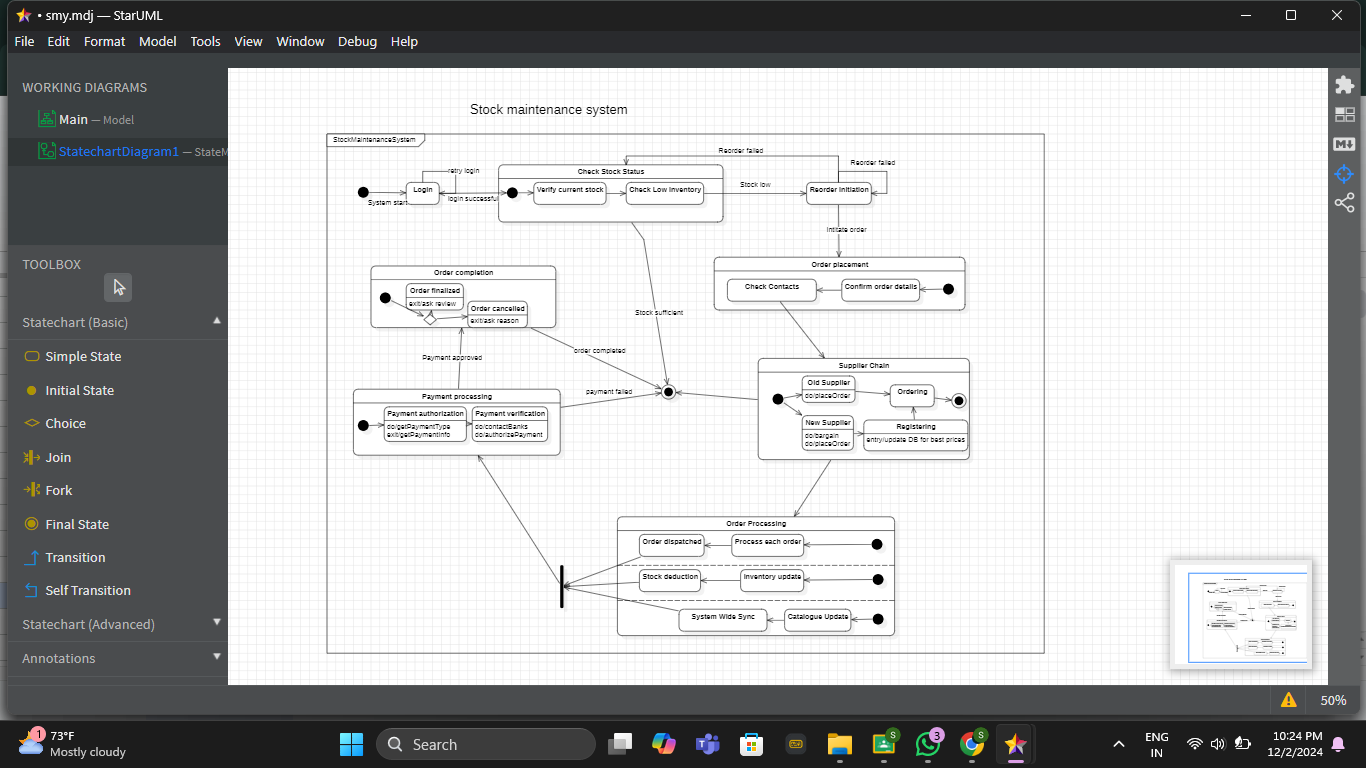 • smy.mdj — StarUML
File Edit Format Model Tools View Window Debug Help
WORKING DIAGRAMS
Main — Model
StatechartDiagram1 — StateM
TOOLBOX
Statechart (Basic)
Simple State
Initial State
Choice
Join
Fork
Final State
Transition
Self Transition
Statechart (Advanced)
Annotations
Stock maintenance system
StockMaintenanceSystem
Reorder failed
Reorder failed
retry login
Check Stock Status
Login
Verify current stock
Check Low Inventory
Stock low
Reorder Initiation
System start
login successful
Initiate order
Order placement
Check Contacts
Confirm order details
Order completion
Order finalized
exit/ask review
Order cancelled
exit/ask reason
Stock sufficient
Payment approved
order completed
payment failed
Supplier Chain
Old Supplier
do/placeOrder
Ordering
New Supplier
do/bargain
do/placeOrder
Registering
entry/update DB for best prices
Payment processing
Payment authorization
do/getPaymentType
exit/getPaymentInfo
Payment verification
do/contactBanks
do/authorizePayment
Order Processing
Order dispatched
Process each order
Stock deduction
Inventory update
System Wide Sync
Catalogue Update
50%
1
73°F
Mostly cloudy
Search
S
3
S
ENG
IN
10:24 PM
12/2/2024